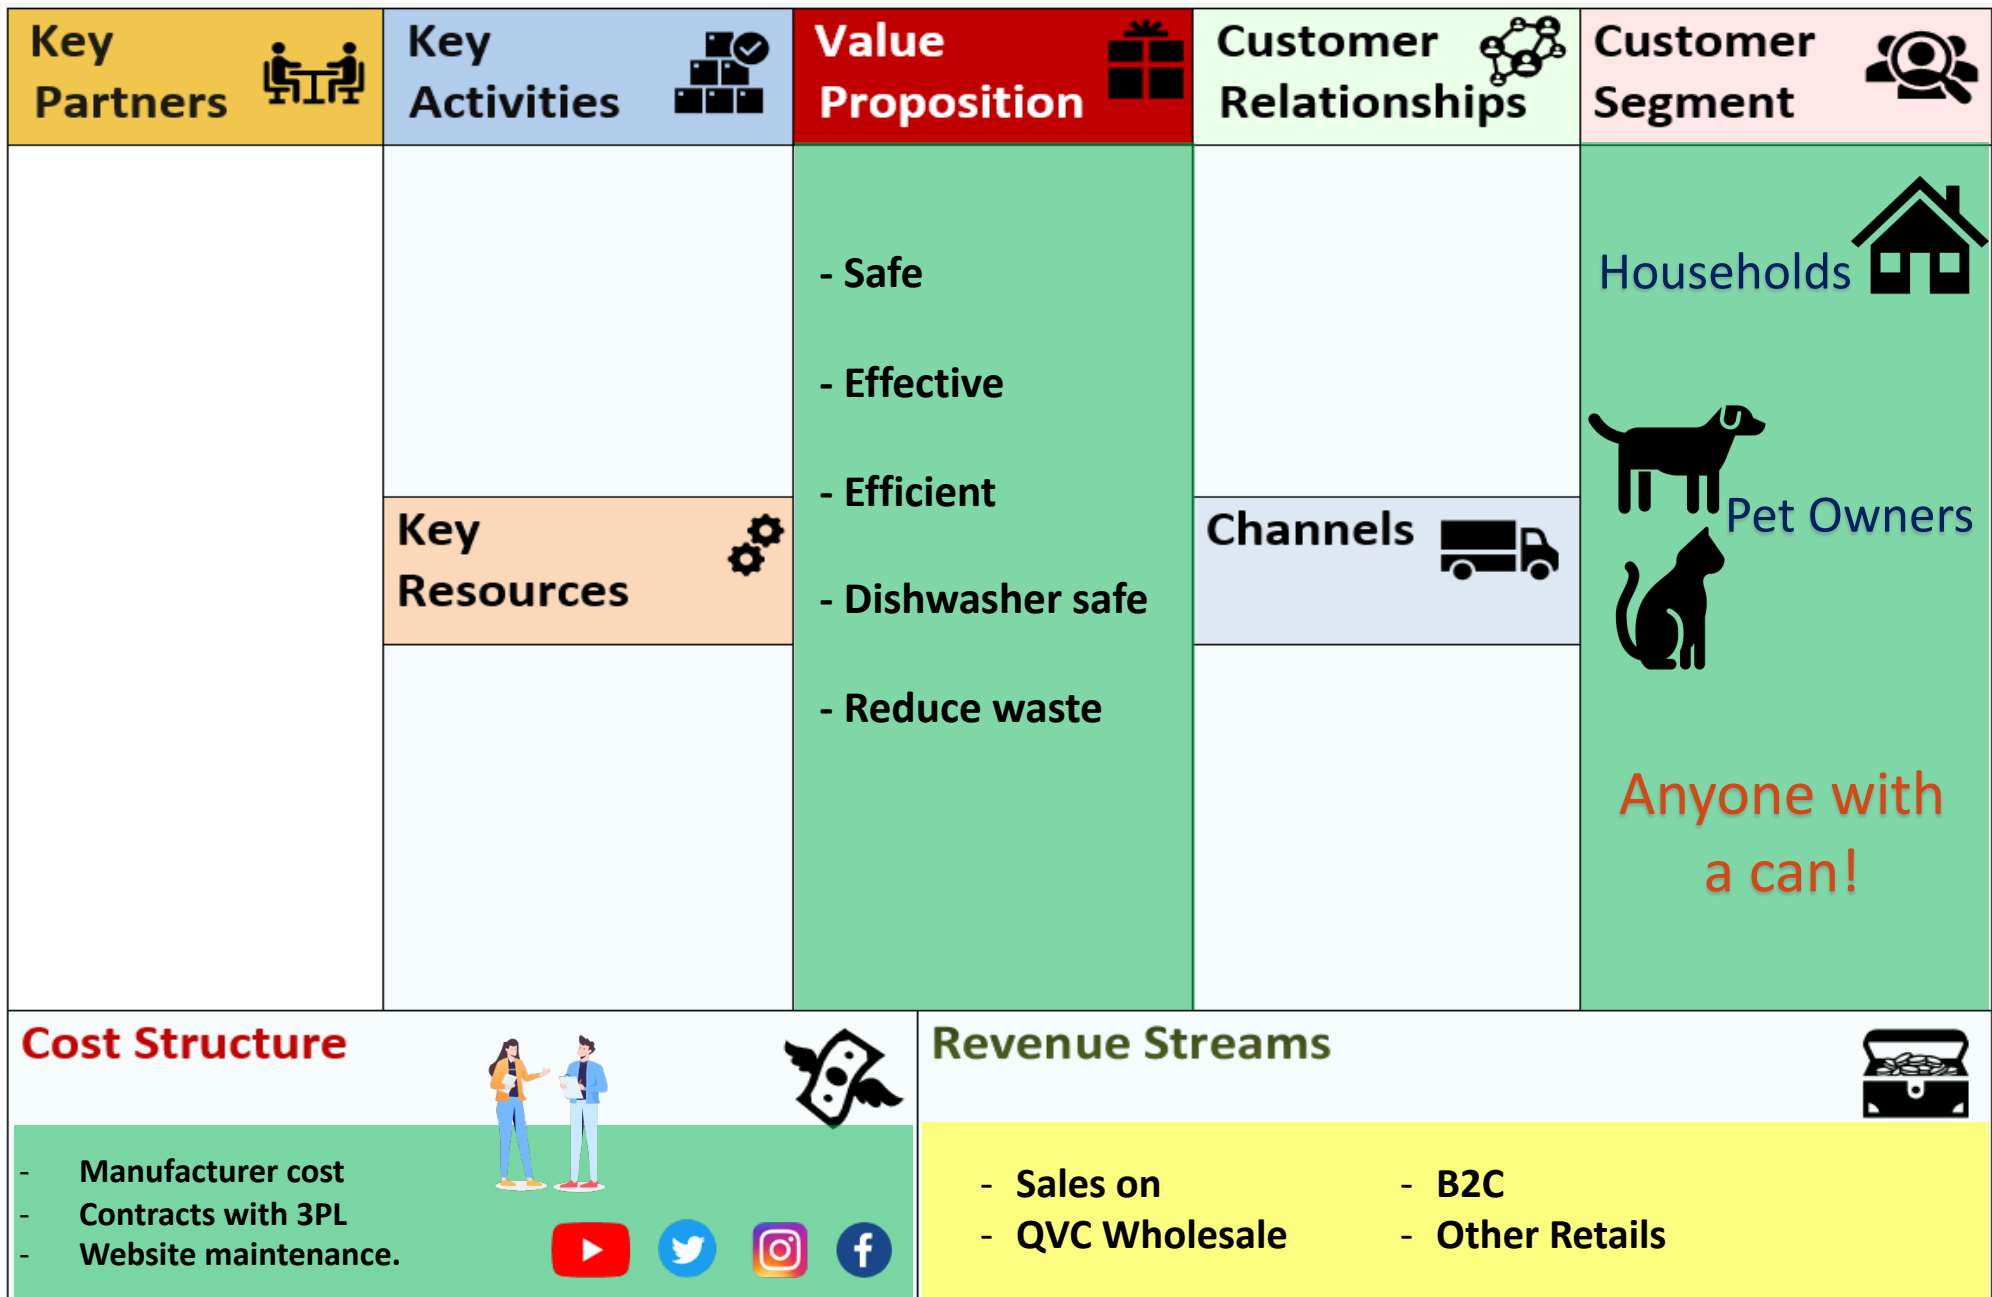 Key
Partners
Key
Activities
Key
Resources
Value
Proposition
- Safe
- Effective
- Efficient
- Dishwasher safe
- Reduce waste
Customer
Relationships
Channels
Customer
Segment
Households
Pet Owners
Anyone with
a can!
Cost Structure
- Manufacturer cost
- Contracts with 3PL
- Website maintenance.
Revenue Streams
- Sales on
- QVC Wholesale
- B2C
- Other Retails